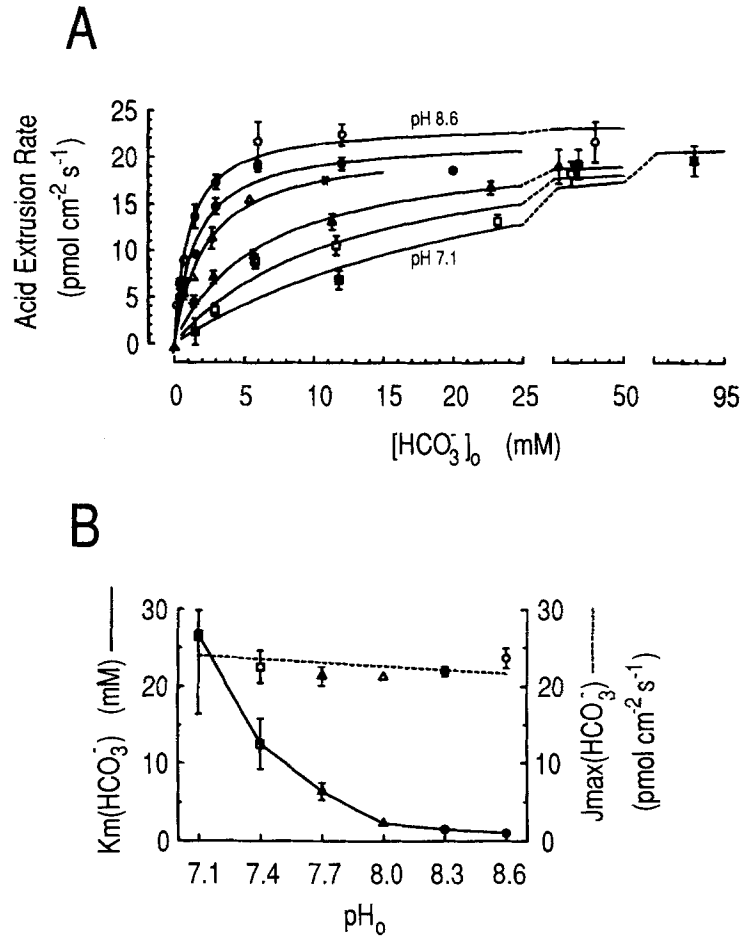 A
Acid Extrusion Rate
(pmol cm⁻² s⁻¹)
25
20
15
10
5
0
pH 8.6
pH 7.1
0 5 10 15 20 25 50 95
[HCO₃⁻]ₒ (mM)
B
Km(HCO₃⁻) (mM)
30
20
10
0
30
20
10
0
Jmax(HCO₃⁻)
(pmol cm⁻² s⁻¹)
7.1 7.4 7.7 8.0 8.3 8.6
pHₒ